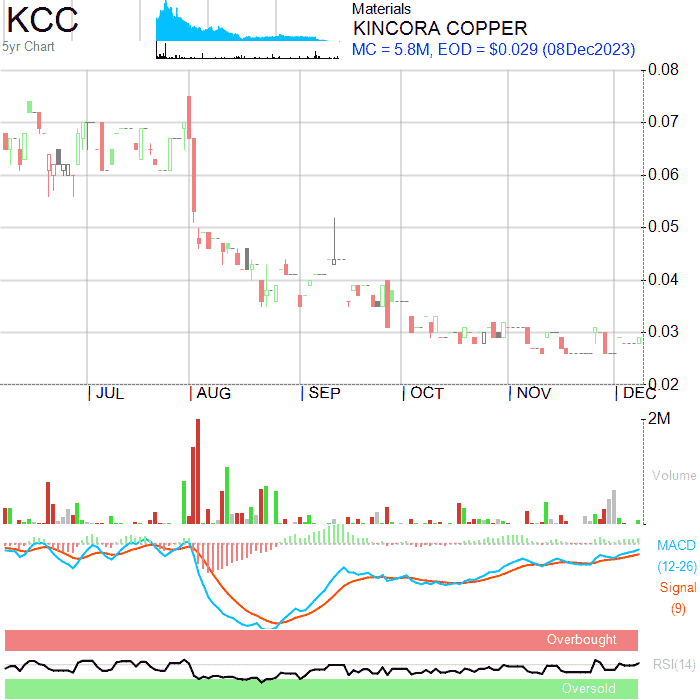 KCC
5yr Chart
Materials
KINCORA COPPER
MC = 5.8M, EOD = $0.029 (08Dec2023)
0.08
0.07
0.06
0.05
0.04
0.03
0.02
JUL AUG SEP OCT NOV DEC
2M
Volume
MACD
(12-26)
Signal
(9)
Overbought
RSI(14)
Oversold